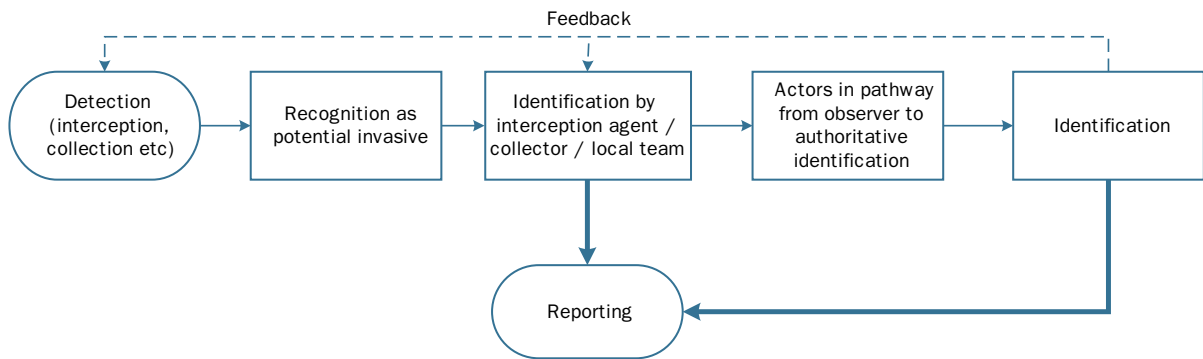 Feedback
Detection
(interception,
collection etc)
Recognition as
potential invasive
Identification by
interception agent /
collector / local team
Actors in pathway
from observer to
authoritative
identification
Identification
Reporting